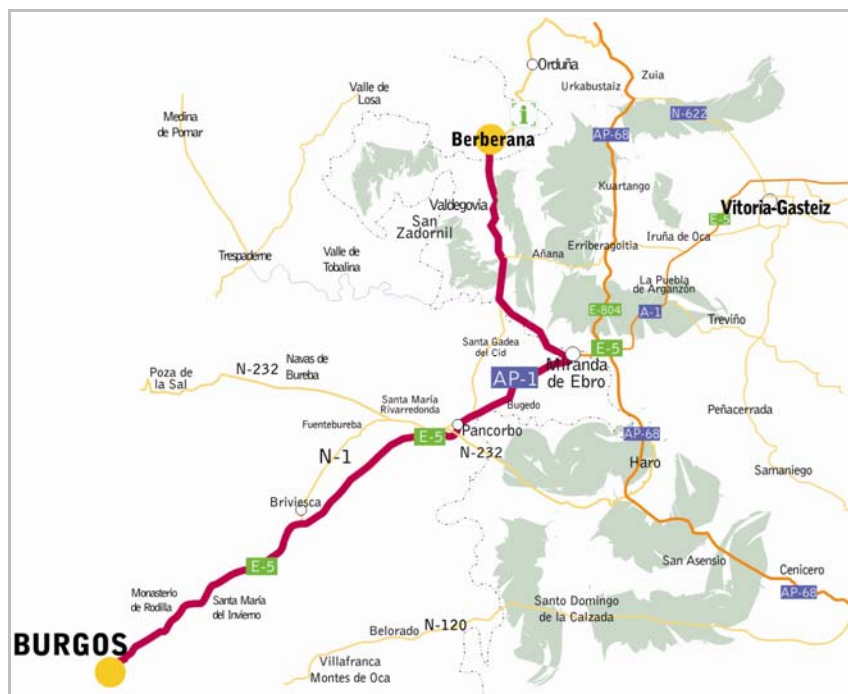 Orduña
Zuia
Urkabustaiz
Valle de
Losa
Medina
de Pomar
i
N-622
AP-68
Berberana
Kuartango
Valdegovia
Vitoria-Gasteiz
San
Zadornil
E-5
Iruña de Oca
Erriberagoitia
Añana
Trespaderne
Valle de
Tobalina
La Puebla
de Arganzón
E-804
A-1
Treviño
Santa Gadea
del Cid
E-5
Miranda
de Ebro
Poza de
la Sal
N-232
Navas de
Bureba
AP-1
Santa María
Rivarredonda
Bugedo
Peñacerrada
Fuentebureba
Pancorbo
E-5
AP-68
N-1
N-232
Haro
Samaniego
Briviesca
E-5
San Asensio
Cenicero
AP-68
Monasterio
de Rodilla
Santa María
del Invierno
Santo Domingo
de la Calzada
BURGOS
Belorado
N-120
Villafranca
Montes de Oca